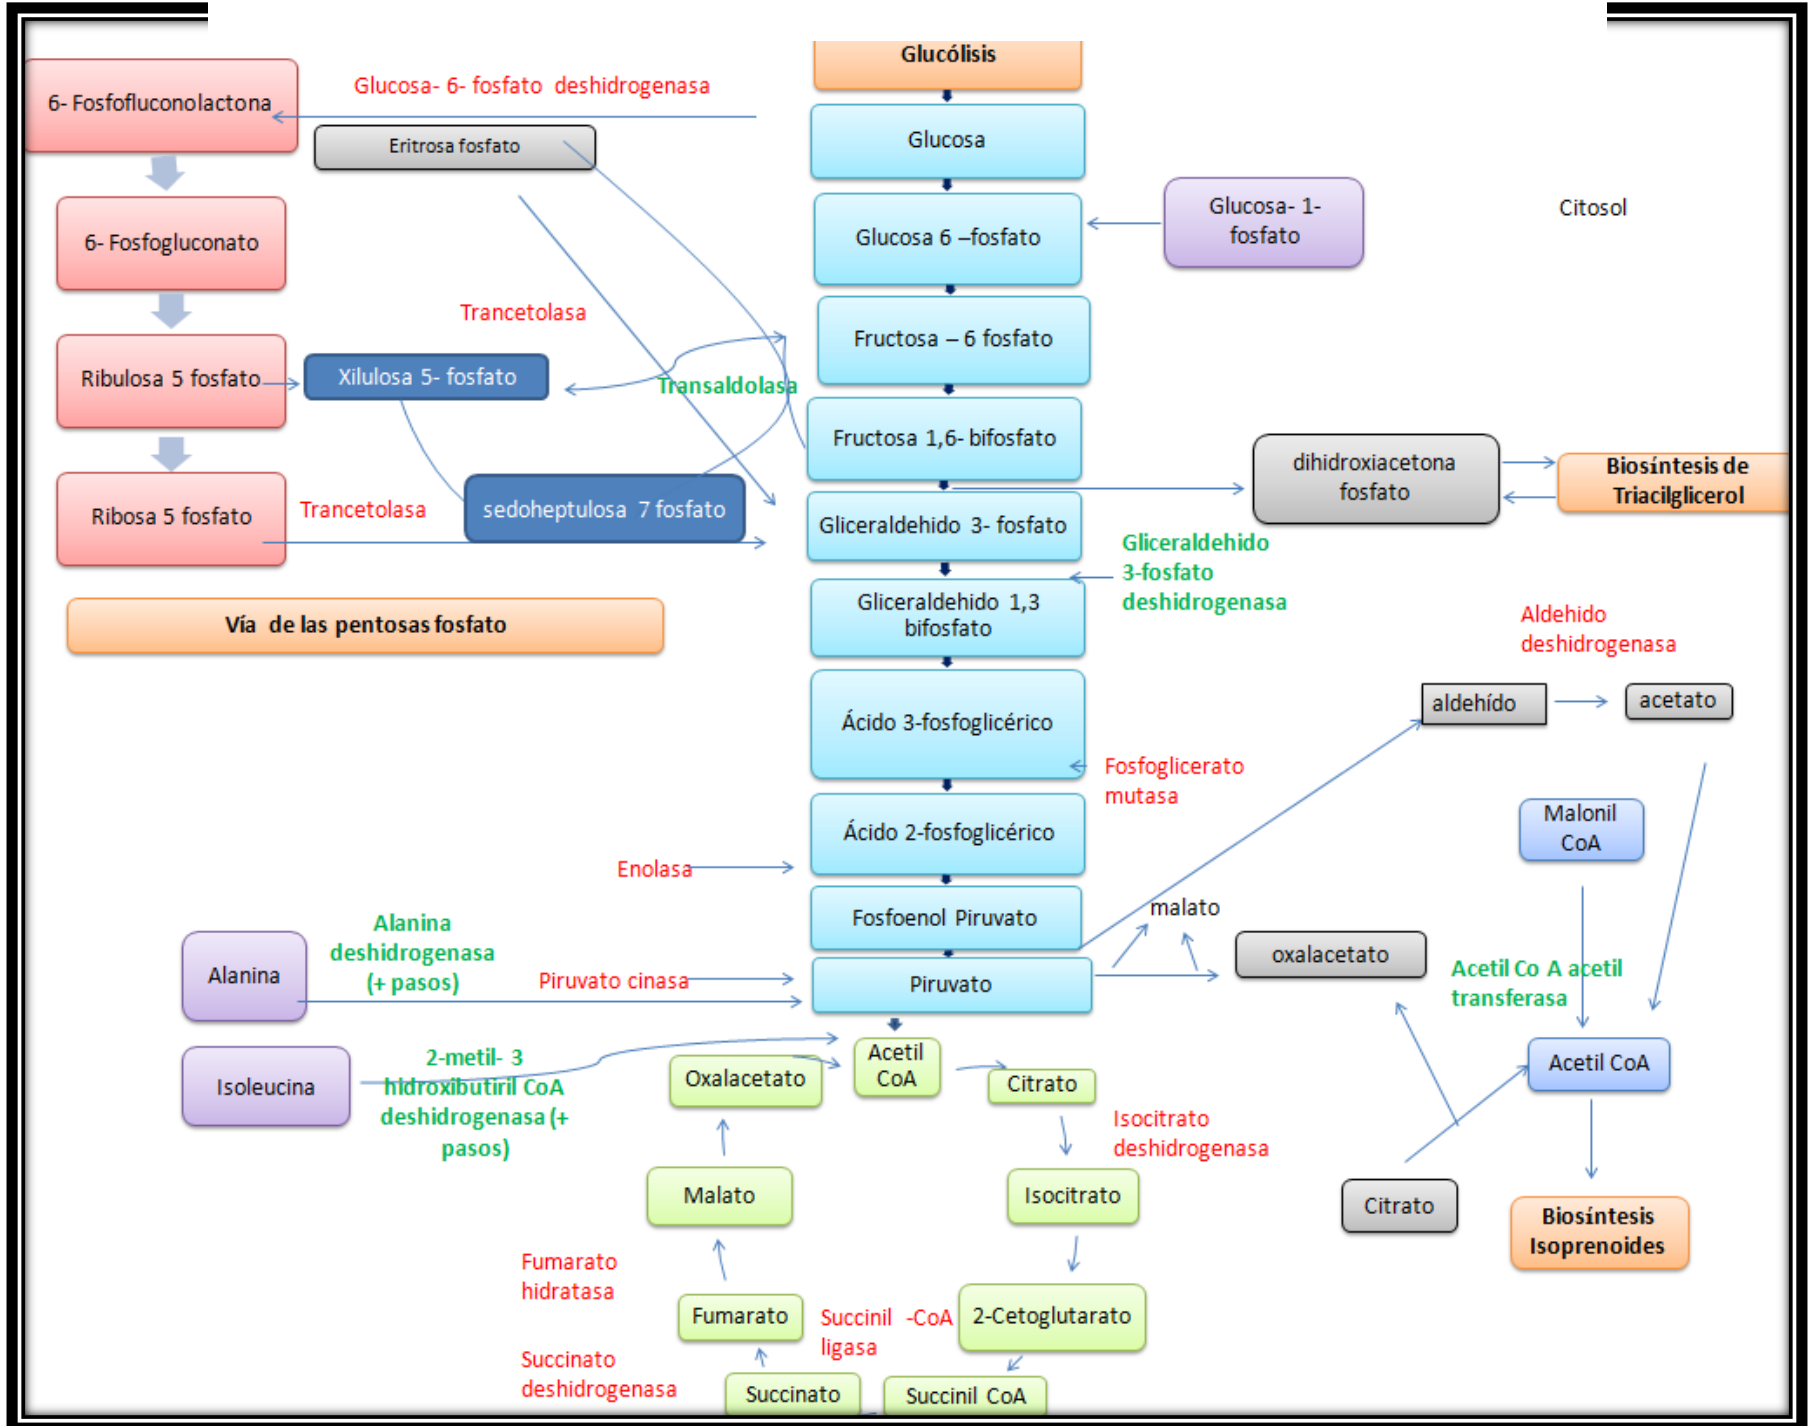 Glucólisis
6- Fosfofluconolactona
Glucosa- 6- fosfato deshidrogenasa
Eritrosa fosfato
Glucosa
6- Fosfogluconato
Glucosa 6 –fosfato
Glucosa- 1-
fosfato
Citosol
Trancetolasa
Fructosa – 6 fosfato
Ribulosa 5 fosfato
Xilulosa 5- fosfato
Transaldolasa
Fructosa 1,6- bifosfato
dihidroxiacetona
fosfato
Biosíntesis de
Triacilglicerol
Ribosa 5 fosfato
Trancetolasa
sedoheptulosa 7 fosfato
Gliceraldehido 3- fosfato
Gliceraldehido
3-fosfato
deshidrogenasa
Gliceraldehido 1,3
bifosfato
Vía de las pentosas fosfato
Aldehido
deshidrogenasa
aldehído
acetato
Ácido 3-fosfoglicérico
Fosfoglicerato
mutasa
Malonil
CoA
Ácido 2-fosfoglicérico
Enolasa
Fosfoenol Piruvato
malato
Alanina
Alanina
deshidrogenasa
(+ pasos)
Piruvato cinasa
Piruvato
oxalacetato
Acetil Co A acetil
transferasa
Isoleucina
2-metil- 3
hidroxibutiril CoA
deshidrogenasa (+
pasos)
Oxalacetato
Acetil
CoA
Citrato
Acetil CoA
Isocitrato
deshidrogenasa
Malato
Isocitrato
Citrato
Biosíntesis
Isoprenoides
Fumarato
hidratasa
Fumarato
Succinil -CoA
ligasa
2-Cetoglutarato
Succinato
deshidrogenasa
Succinato
Succinil CoA